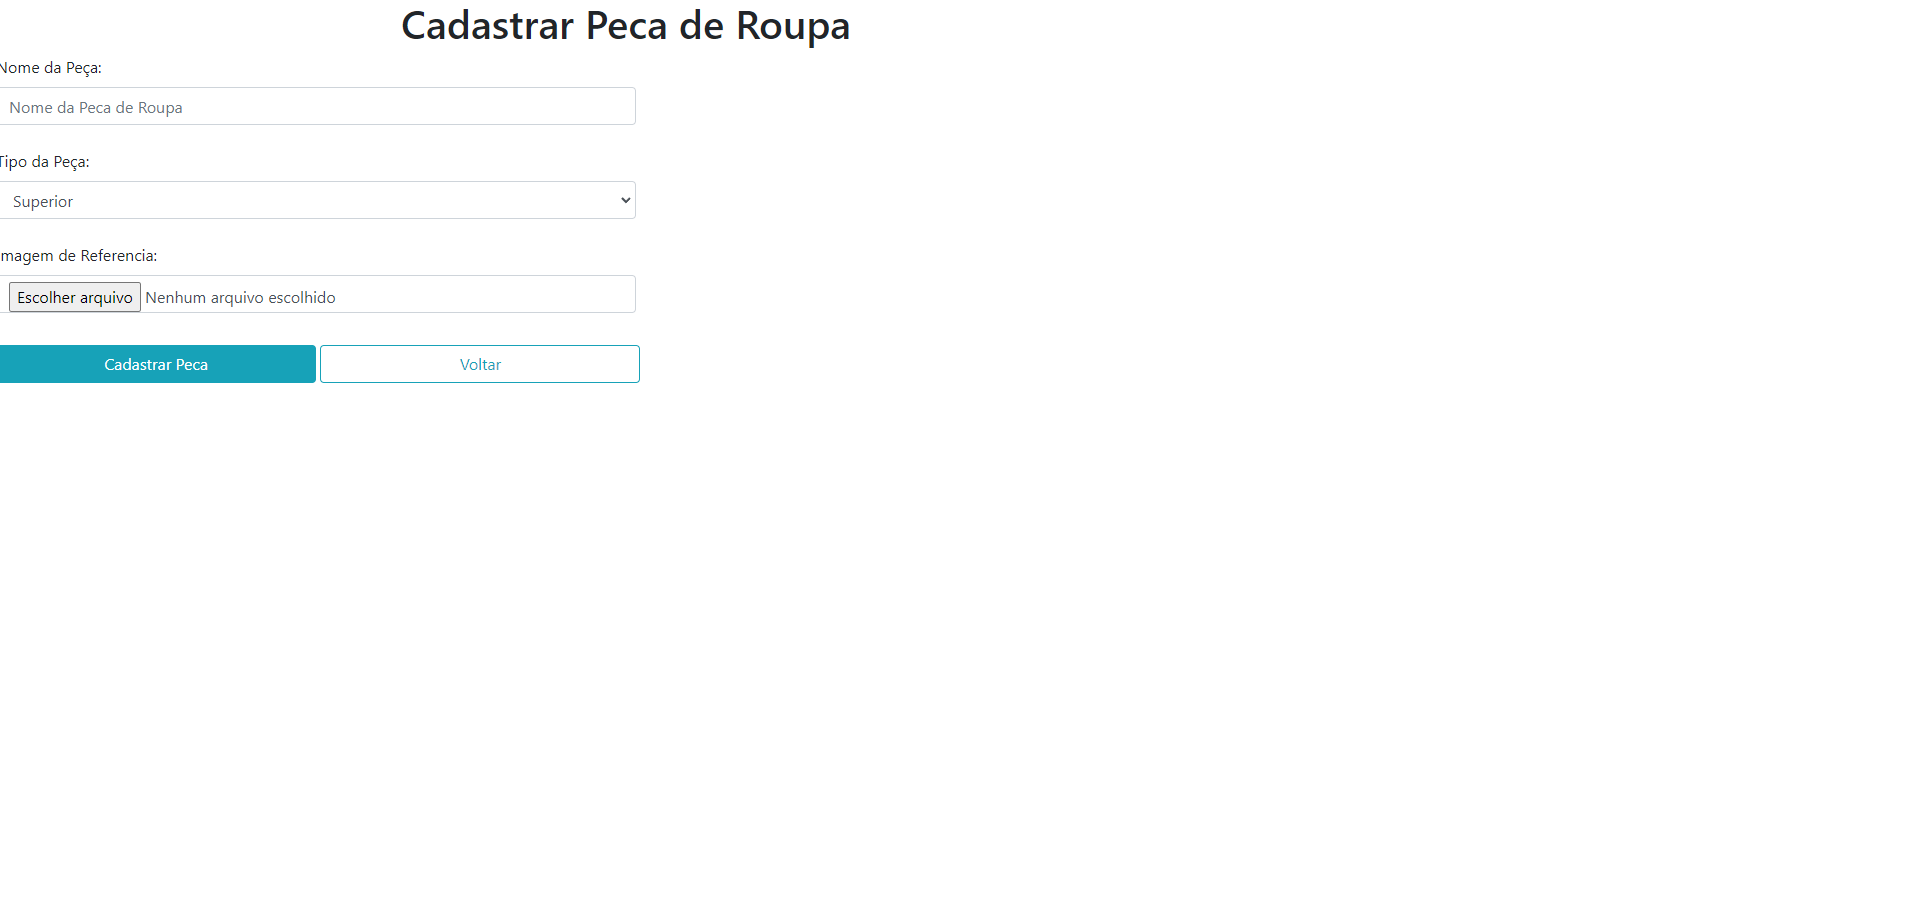 Cadastrar Peca de Roupa
Nome da Peça:
Nome da Peca de Roupa
Tipo da Peça:
Superior
magem de Referencia:
Escolher arquivo Nenhum arquivo escolhido
Cadastrar Peca Voltar